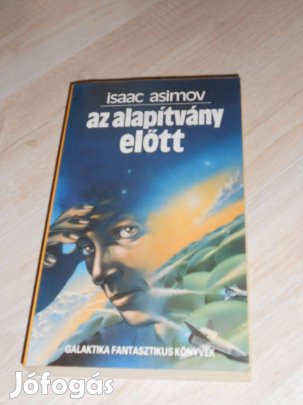 isaac asimov
az alapítvány
előtt
GALAKTIKA FANTASZTIKUS KÖNYVEK
Jófogás